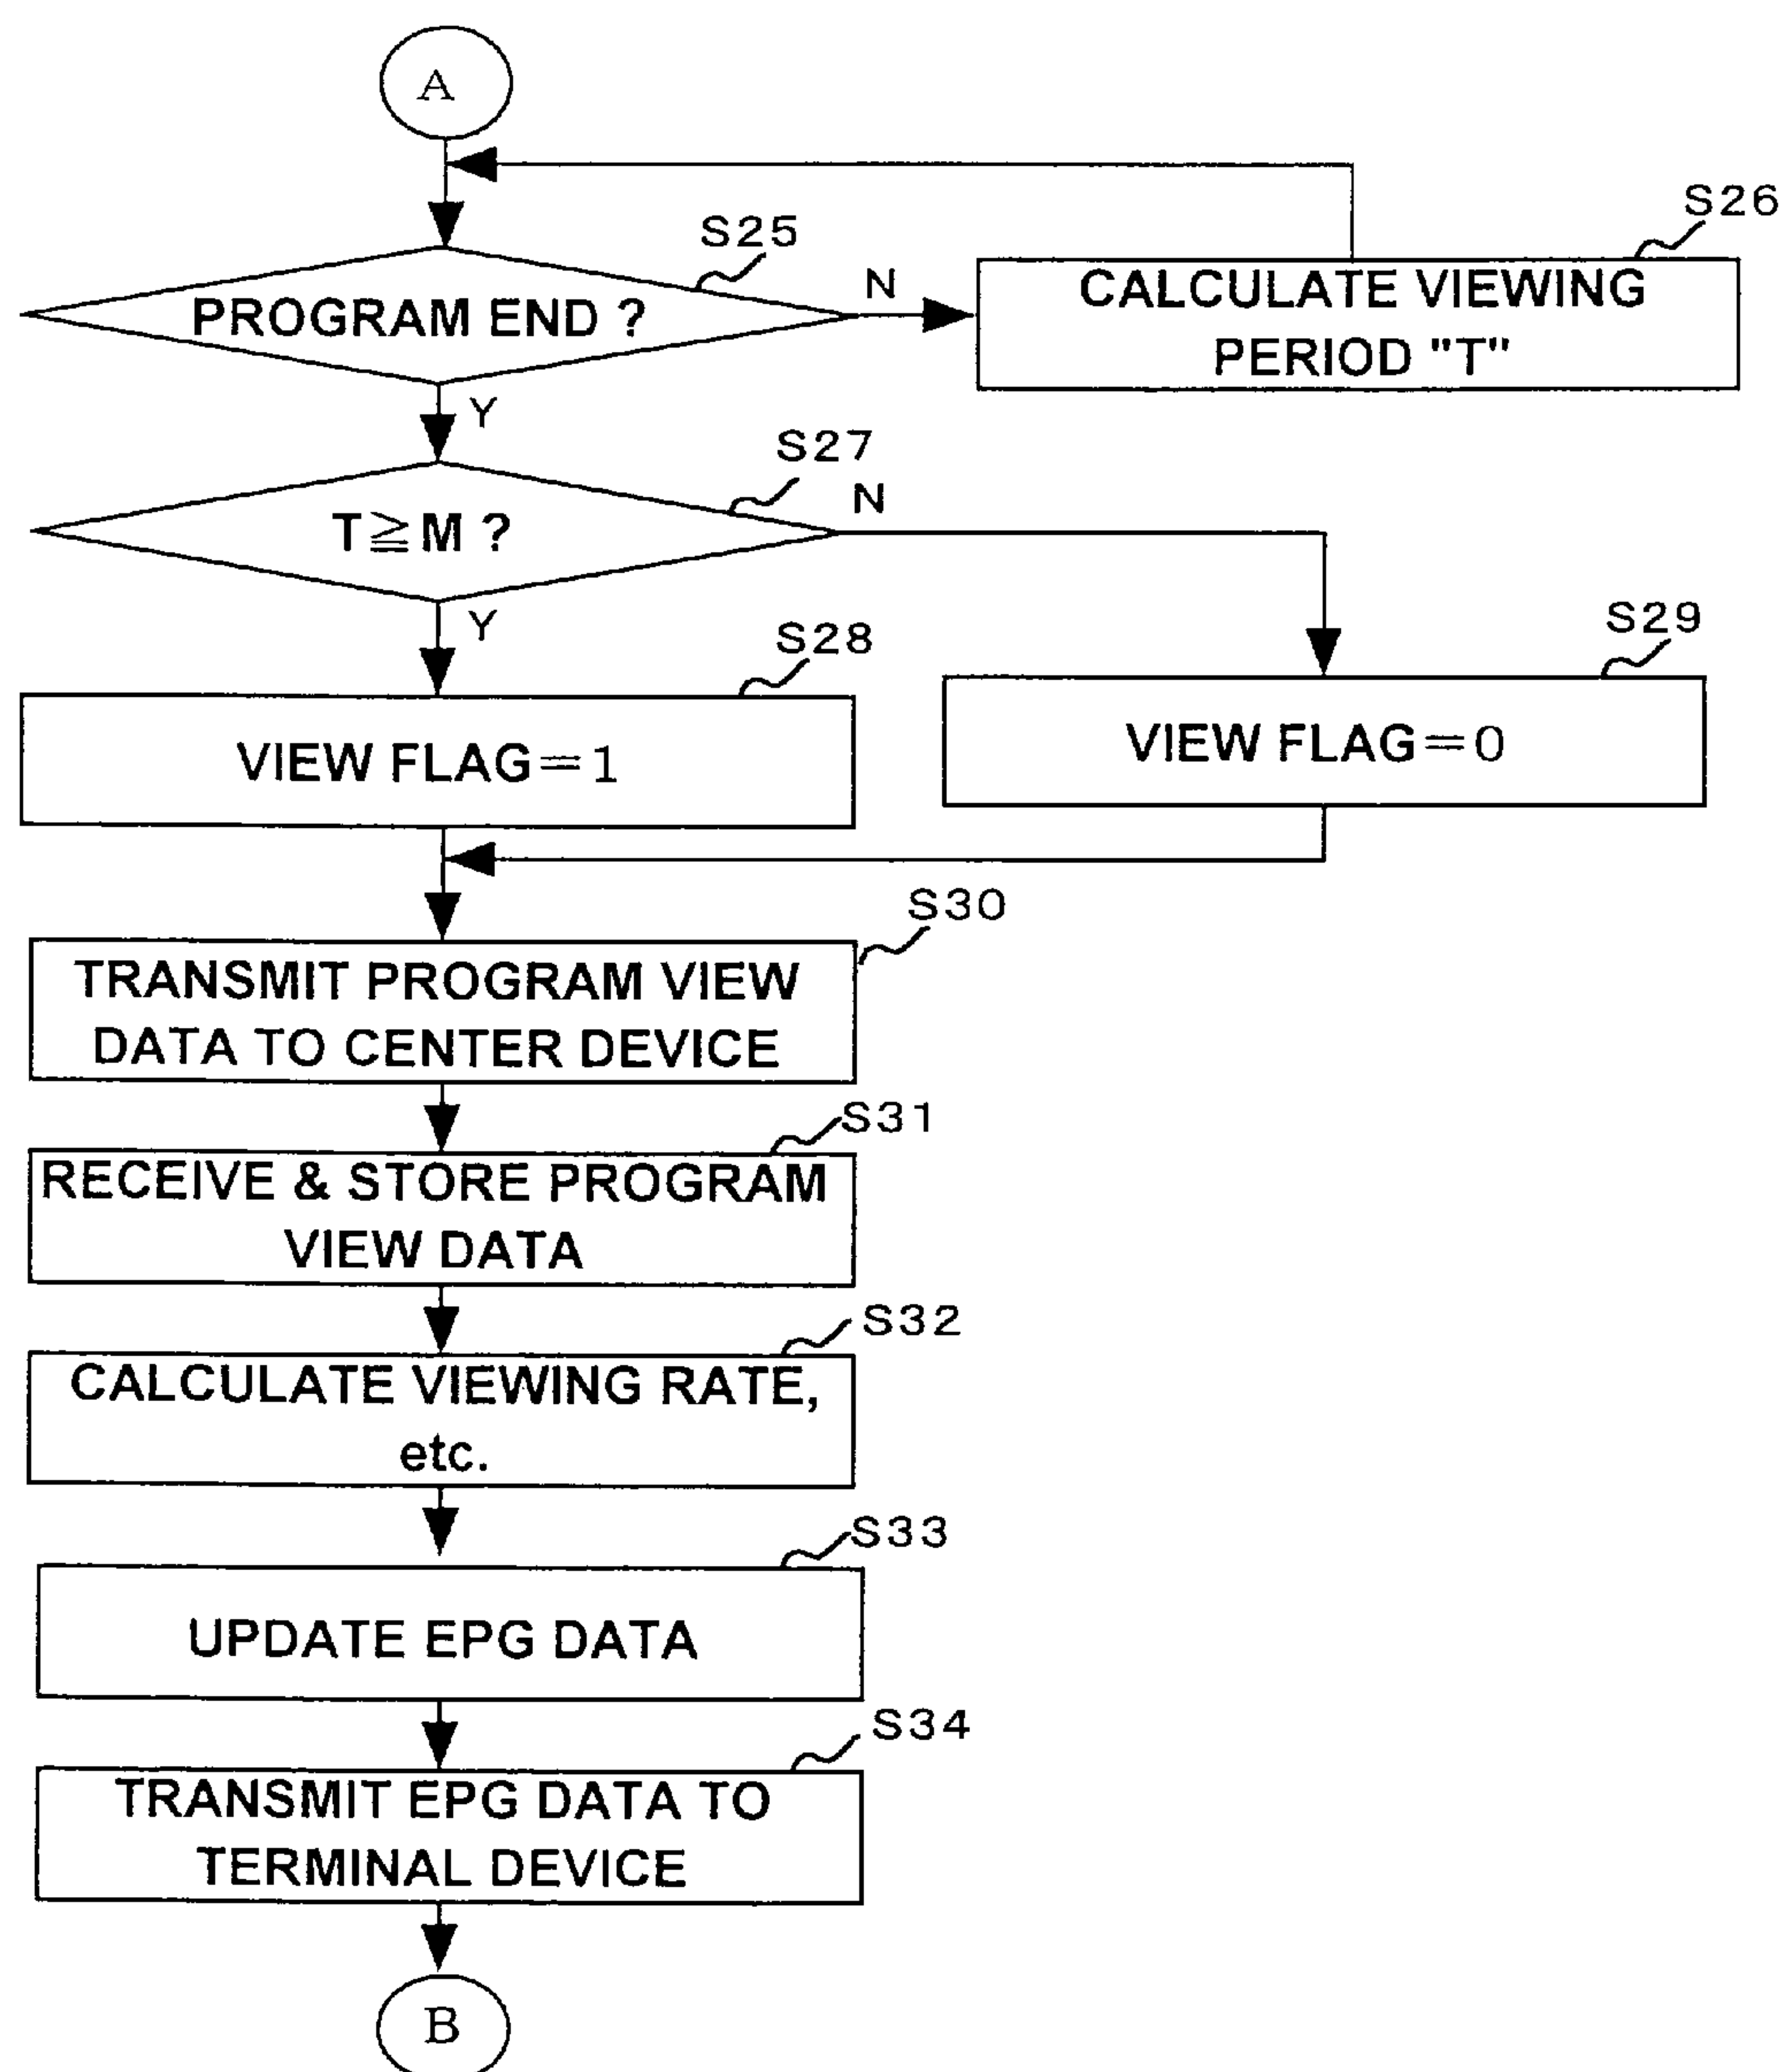 A
S25
S26
PROGRAM END ?
N
CALCULATE VIEWING
PERIOD "T"
Y
S27
T≧M ?
N
Y
S28
S29
VIEW FLAG=1
VIEW FLAG=0
S30
TRANSMIT PROGRAM VIEW
DATA TO CENTER DEVICE
S31
RECEIVE & STORE PROGRAM
VIEW DATA
S32
CALCULATE VIEWING RATE,
etc.
S33
UPDATE EPG DATA
S34
TRANSMIT EPG DATA TO
TERMINAL DEVICE
B